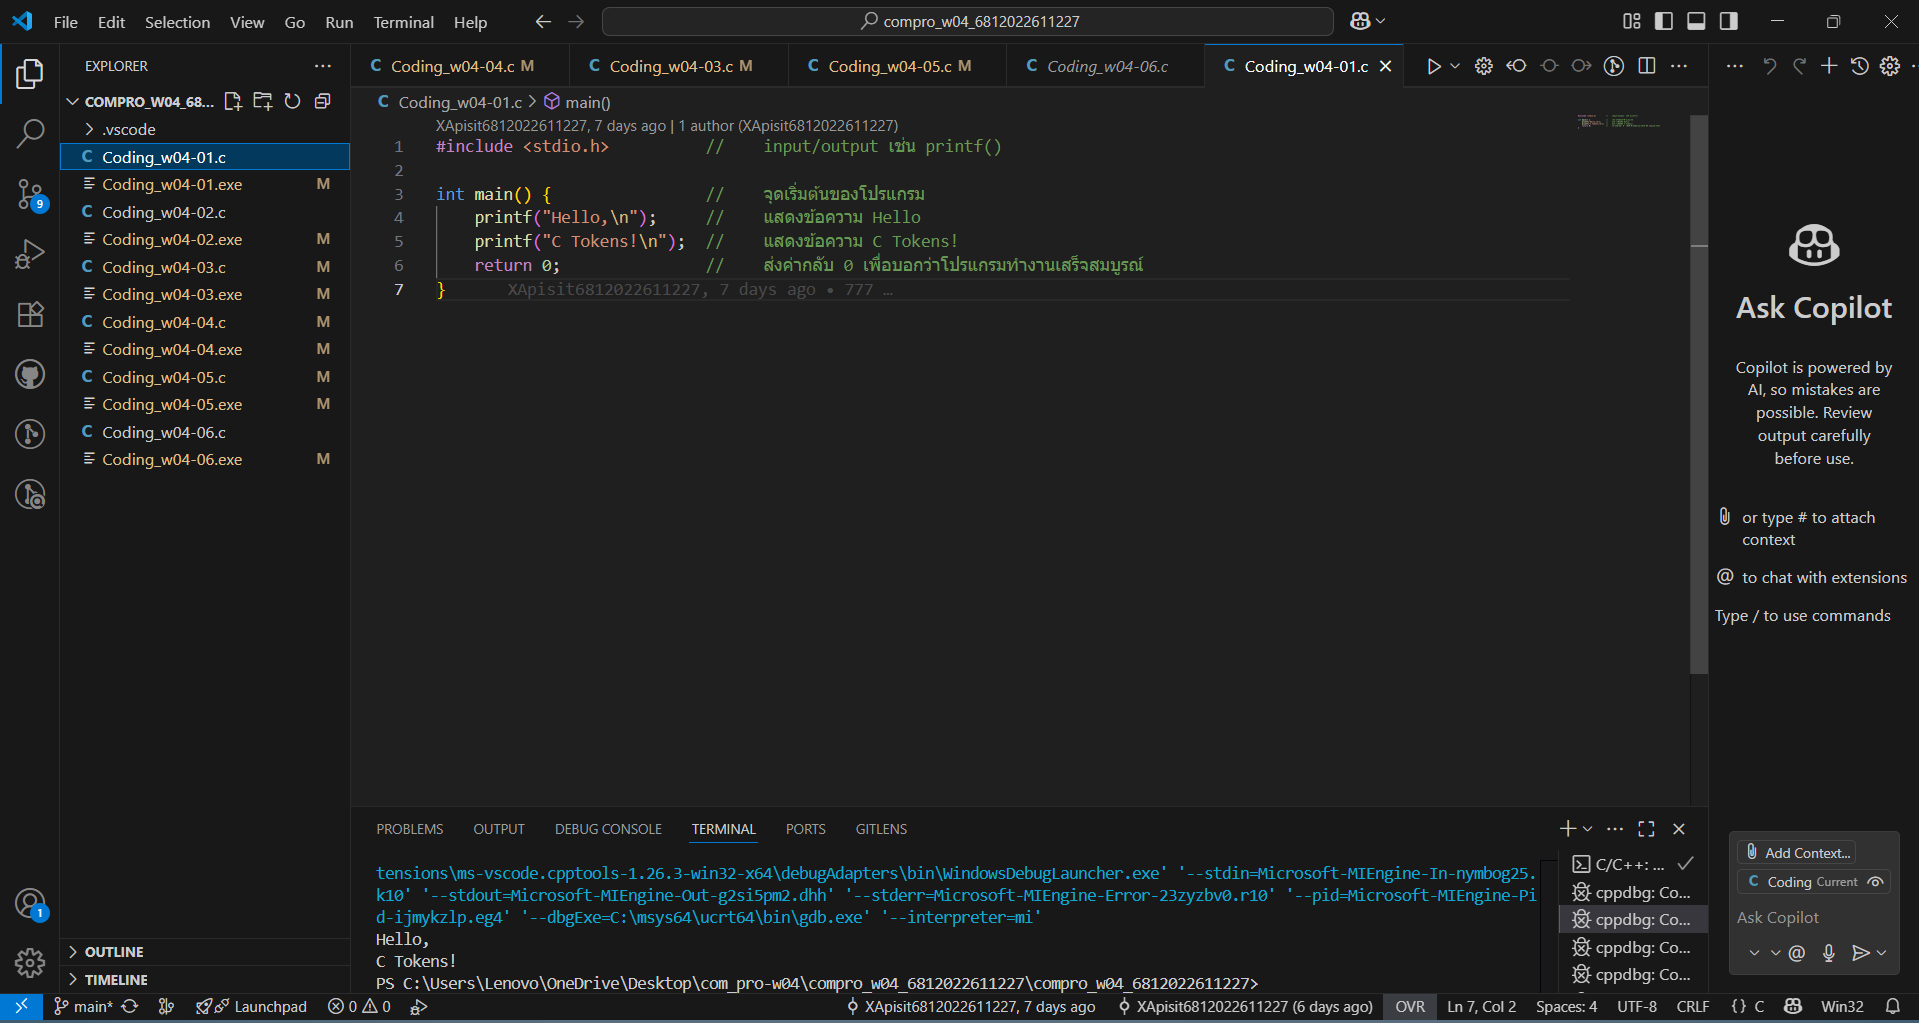 File Edit Selection View Go Run Terminal Help
compro_w04_6812022611227
EXPLORER
COMPRO_W04_68...
.vscode
C Coding_w04-01.c
Coding_w04-01.exe M
C Coding_w04-02.c
Coding_w04-02.exe M
C Coding_w04-03.c M
Coding_w04-03.exe M
C Coding_w04-04.c M
Coding_w04-04.exe M
C Coding_w04-05.c M
Coding_w04-05.exe M
C Coding_w04-06.c
Coding_w04-06.exe M
OUTLINE
TIMELINE
9
1
C Coding_w04-04.c M C Coding_w04-03.c M C Coding_w04-05.c M C Coding_w04-06.c C Coding_w04-01.c
C Coding_w04-01.c > main()
XApisit6812022611227, 7 days ago | 1 author (XApisit6812022611227)
1 #include <stdio.h> // input/output เช่น printf()
2
3 int main() { // จุดเริ่มต้นของโปรแกรม
4 printf("Hello,\n"); // แสดงข้อความ Hello
5 printf("C Tokens!\n"); // แสดงข้อความ C Tokens!
6 return 0; // ส่งค่ากลับ 0 เพื่อบอกว่าโปรแกรมทำงานเสร็จสมบูรณ์
7 } XApisit6812022611227, 7 days ago • 777 …
PROBLEMS OUTPUT DEBUG CONSOLE TERMINAL PORTS GITLENS
tensions\ms-vscode.cpptools-1.26.3-win32-x64\debugAdapters\bin\WindowsDebugLauncher.exe' '--stdin=Microsoft-MIEngine-In-nymbog25.
k10' '--stdout=Microsoft-MIEngine-Out-g2si5pm2.dhh' '--stderr=Microsoft-MIEngine-Error-23zyzbv0.r10' '--pid=Microsoft-MIEngine-Pi
d-ijmykzlp.eg4' '--dbgExe=C:\msys64\ucrt64\bin\gdb.exe' '--interpreter=mi'
Hello,
C Tokens!
PS C:\Users\Lenovo\OneDrive\Desktop\com_pro-w04\compro_w04_6812022611227\compro_w04_6812022611227>
C/C++: ...
cppdbg: Co...
cppdbg: Co...
cppdbg: Co...
cppdbg: Co...
Ask Copilot
Copilot is powered by
AI, so mistakes are
possible. Review
output carefully
before use.
or type # to attach
context
@ to chat with extensions
Type / to use commands
Add Context...
C Coding Current
Ask Copilot
main* Launchpad 0 0 XApisit6812022611227, 7 days ago XApisit6812022611227 (6 days ago) OVR Ln 7, Col 2 Spaces: 4 UTF-8 CRLF {} C Win32